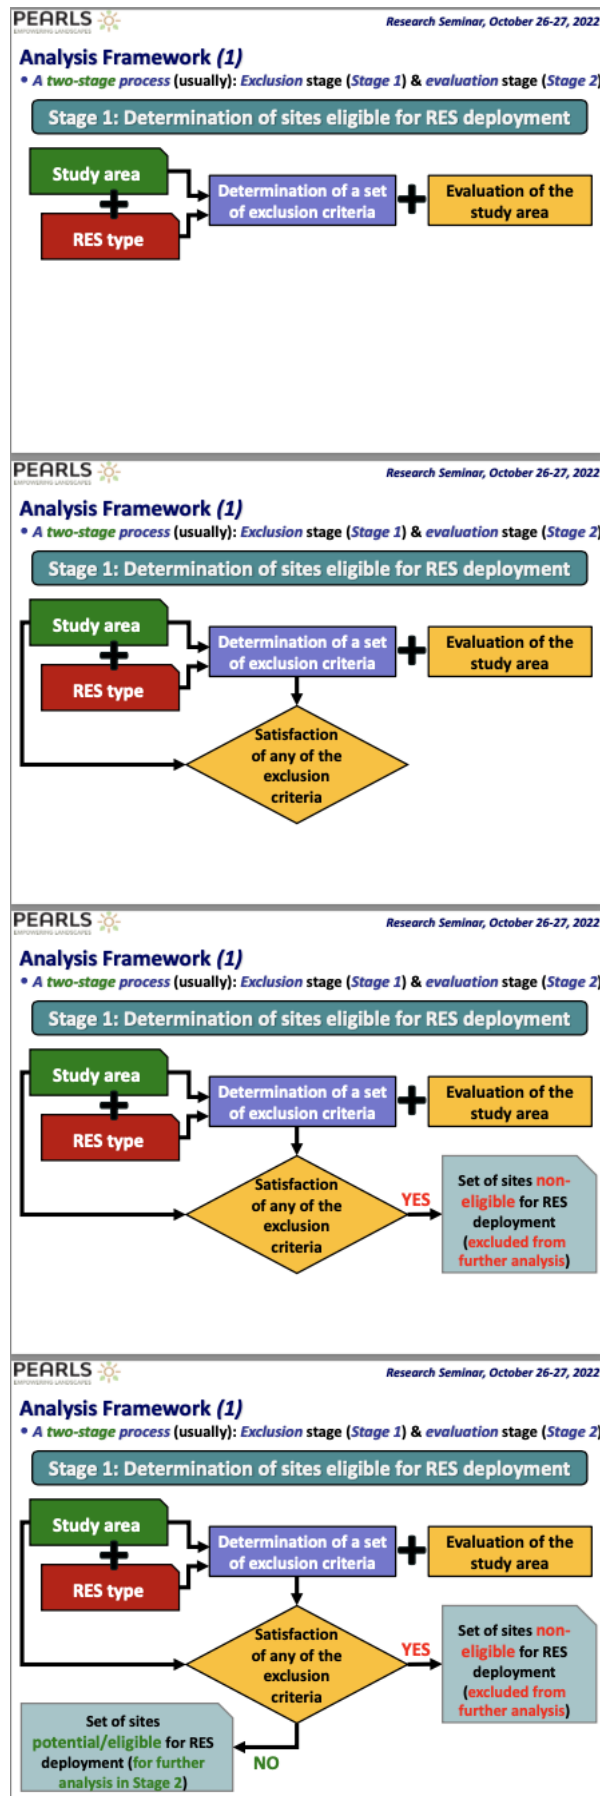 PEARLS
EMPOWERING LANDSCAPES
Research Seminar, October 26-27, 2022
Analysis Framework (1)
• A two-stage process (usually): Exclusion stage (Stage 1) & evaluation stage (Stage 2)
Stage 1: Determination of sites eligible for RES deployment
Study area
+
RES type
Determination of a set
of exclusion criteria
+
Evaluation of the
study area
PEARLS
EMPOWERING LANDSCAPES
Research Seminar, October 26-27, 2022
Analysis Framework (1)
• A two-stage process (usually): Exclusion stage (Stage 1) & evaluation stage (Stage 2)
Stage 1: Determination of sites eligible for RES deployment
Study area
+
RES type
Determination of a set
of exclusion criteria
+
Evaluation of the
study area
Satisfaction
of any of the
exclusion
criteria
PEARLS
EMPOWERING LANDSCAPES
Research Seminar, October 26-27, 2022
Analysis Framework (1)
• A two-stage process (usually): Exclusion stage (Stage 1) & evaluation stage (Stage 2)
Stage 1: Determination of sites eligible for RES deployment
Study area
+
RES type
Determination of a set
of exclusion criteria
+
Evaluation of the
study area
Satisfaction
of any of the
exclusion
criteria
YES
Set of sites non-
eligible for RES
deployment
(excluded from
further analysis)
PEARLS
EMPOWERING LANDSCAPES
Research Seminar, October 26-27, 2022
Analysis Framework (1)
• A two-stage process (usually): Exclusion stage (Stage 1) & evaluation stage (Stage 2)
Stage 1: Determination of sites eligible for RES deployment
Study area
+
RES type
Determination of a set
of exclusion criteria
+
Evaluation of the
study area
Satisfaction
of any of the
exclusion
criteria
YES
Set of sites non-
eligible for RES
deployment
(excluded from
further analysis)
NO
Set of sites
potential/eligible for RES
deployment (for further
analysis in Stage 2)